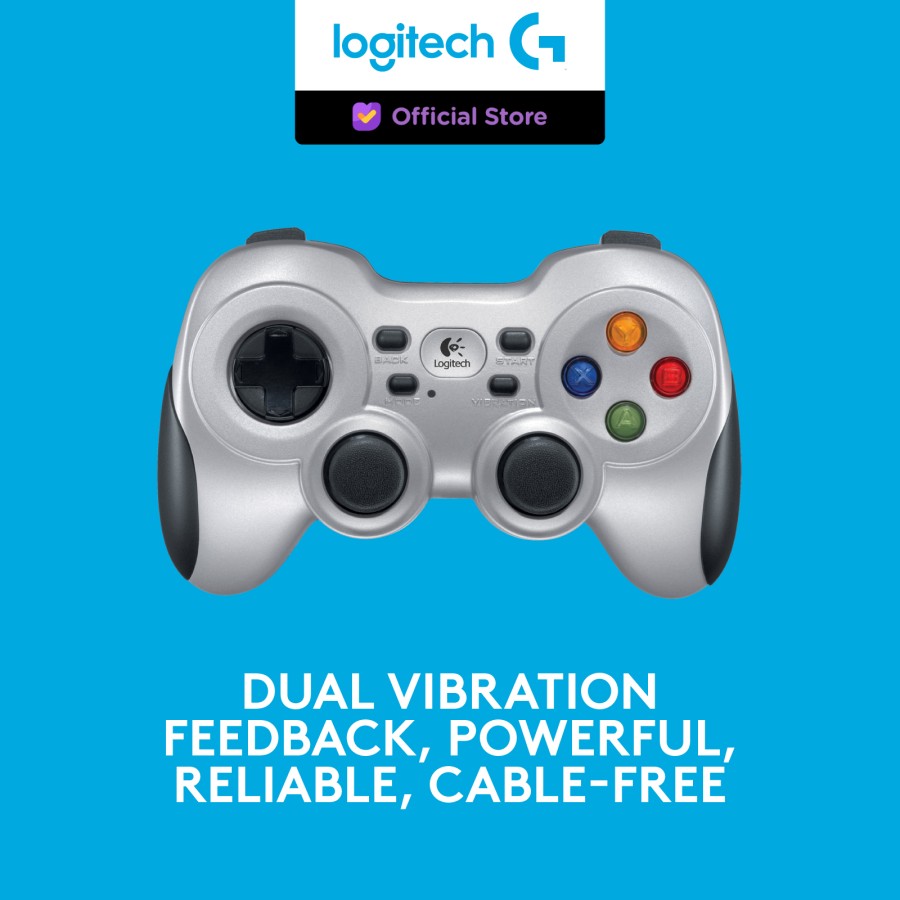 logitech G
Official Store
BACK
Logitech
START
MODE
VIBRATION
Y
X
B
A
DUAL VIBRATION
FEEDBACK, POWERFUL,
RELIABLE, CABLE-FREE